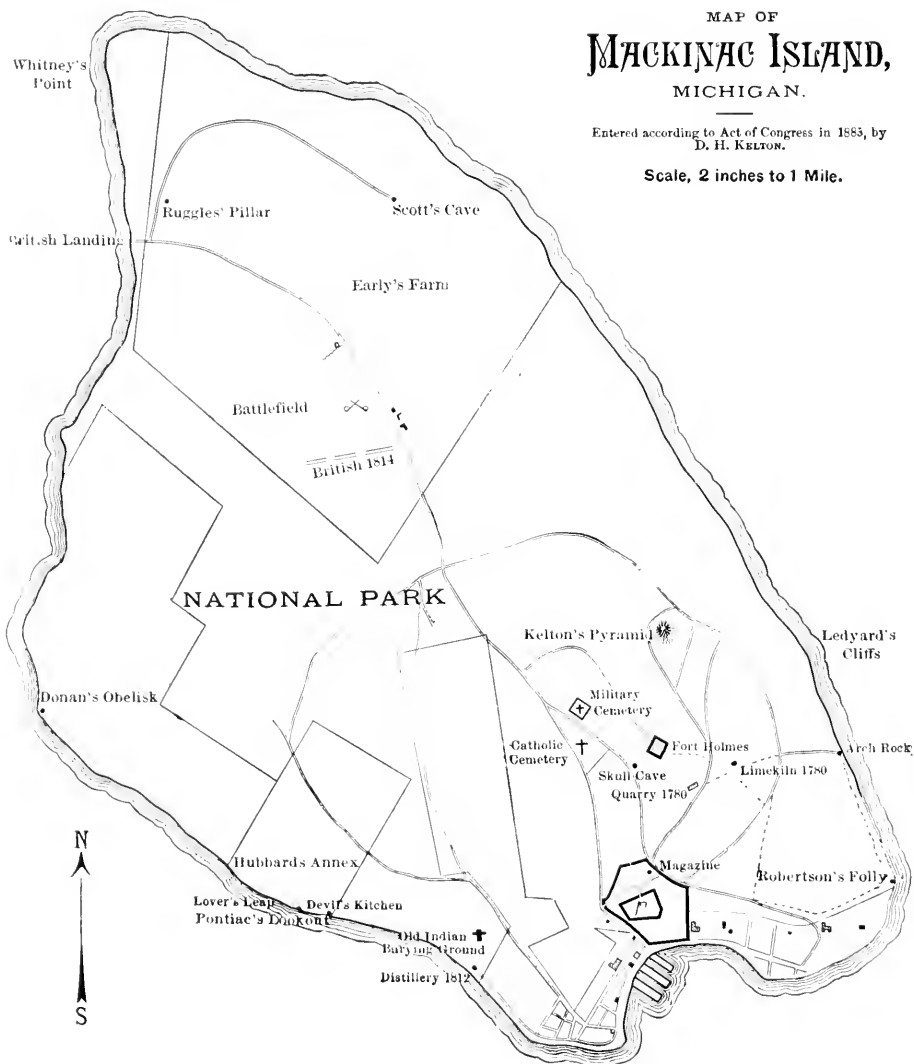 MAP OF
MACKINAC ISLAND,
MICHIGAN.
Entered according to Act of Congress in 1885, by
D. H. KELTON.
Scale, 2 inches to 1 Mile.
Whitney's
Point
Ruggles' Pillar
Scott's Cave
British Landing
Early's Farm
Battlefield
British 1814
NATIONAL PARK
Kelton's Pyramid
Ledyard's
Cliffs
Donan's Obelisk
Military
Cemetery
Catholic
Cemetery
Fort Holmes
Arch Rock
Skull Cave
Limekiln 1780
Quarry 1780
N
Hubbards Annex
Magazine
Robertson's Folly
Lover's Leap
Devil's Kitchen
Pontiac's Lookout
Old Indian
Burying Ground
Distillery 1812
S